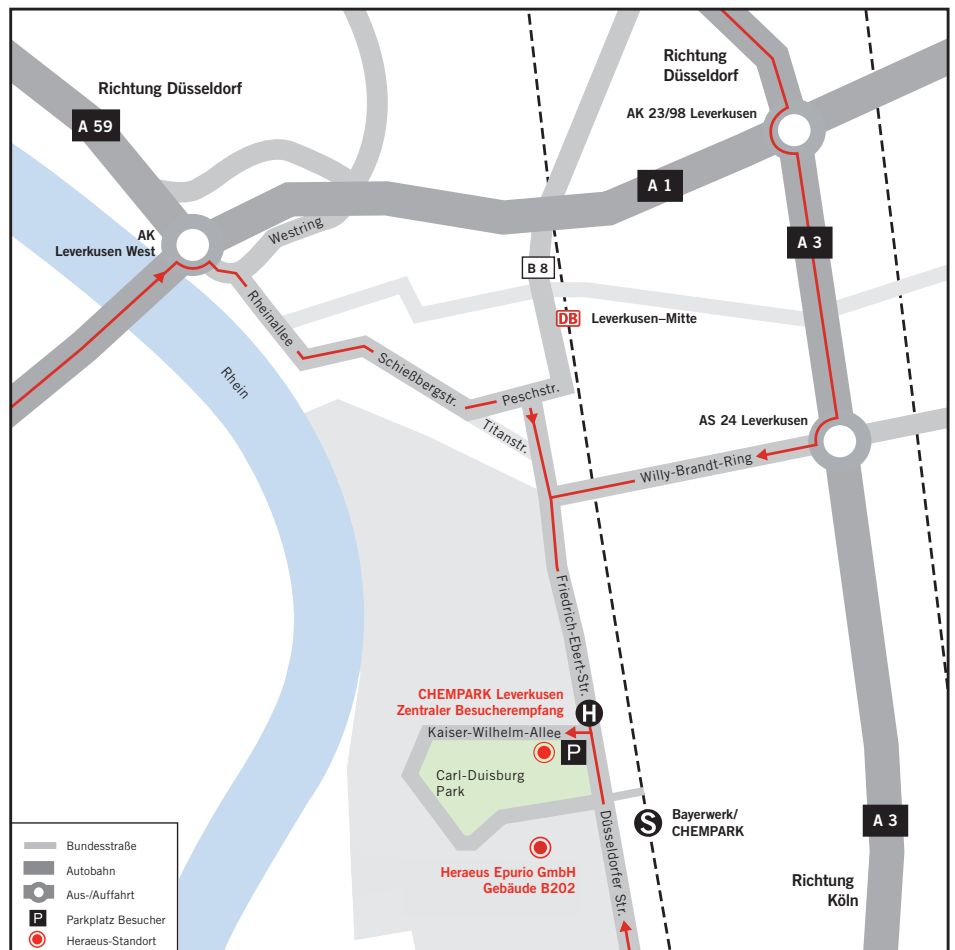 Richtung
Düsseldorf
Richtung Düsseldorf
A 59
AK 23/98 Leverkusen
A 1
AK
Leverkusen West
Westring
A 3
B 8
Rheinallee
DB
Leverkusen–Mitte
Rhein
Schießbergstr.
Peschstr.
Titanstr.
AS 24 Leverkusen
Willy-Brandt-Ring
Friedrich-Ebert-Str.
CHEMPARK Leverkusen
Zentraler Besucherempfang
H
Kaiser-Wilhelm-Allee
P
Carl-Duisburg
Park
S
Bayerwerk/
CHEMPARK
A 3
Düsseldorfer Str.
Heraeus Epurio GmbH
Gebäude B202
Richtung
Köln
Bundesstraße
Autobahn
Aus-/Auffahrt
P
Parkplatz Besucher
Heraeus-Standort